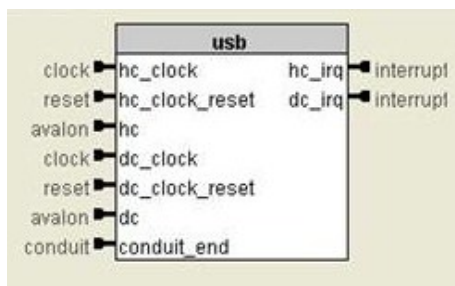 usb
clock hc_clock hc_irq interrupt
reset hc_clock_reset dc_irq interrupt
avalon hc
clock dc_clock
reset dc_clock_reset
avalon dc
conduit conduit_end